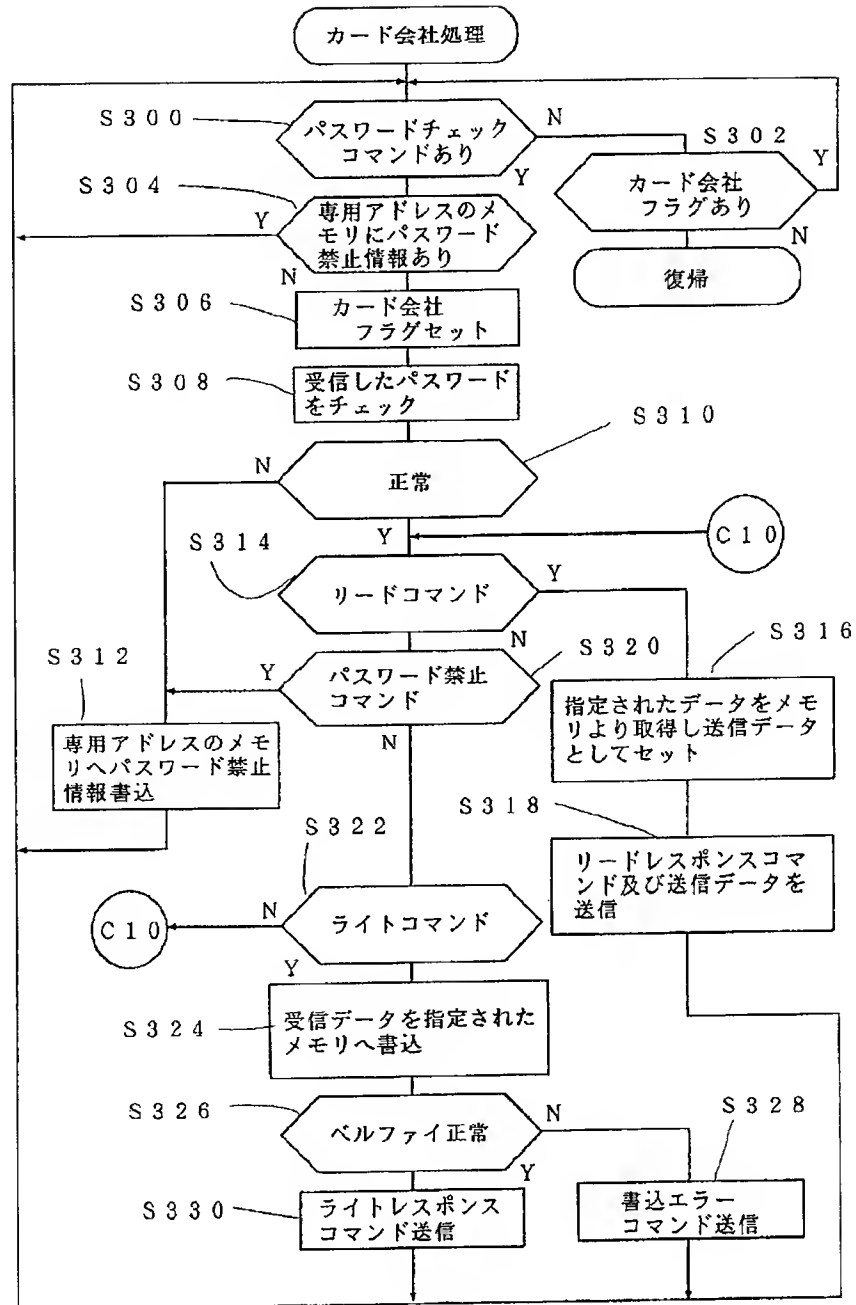 カード会社処理
S300
パスワードチェック
コマンドあり
N
Y
S302
カード会社
フラグあり
Y
N
復帰
S304
専用アドレスのメ
モリにパスワード
禁止情報あり
Y
N
S306
カード会社
フラグセット
S308
受信したパスワード
をチェック
S310
正常
N
Y
C10
S314
リードコマンド
Y
N
S316
指定されたデータをメモ
リより取得し送信データ
としてセット
S312
専用アドレスのメモ
リへパスワード禁止
情報書込
S320
パスワード禁止
コマンド
Y
N
S318
リードレスポンスコマ
ンド及び送信データを
送信
S322
ライトコマンド
N
C10
Y
S324
受信データを指定された
メモリへ書込
S326
ベルファイ正常
N
Y
S328
書込エラー
コマンド送信
S330
ライトレスポンス
コマンド送信